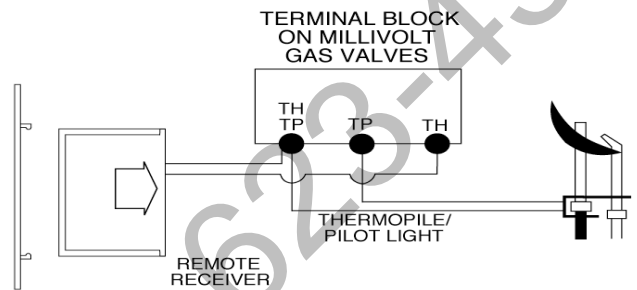 TERMINAL BLOCK
ON MILLIVOLT
GAS VALVES
TH
TP
TP
TH
THERMOPILE/
PILOT LIGHT
REMOTE
RECEIVER